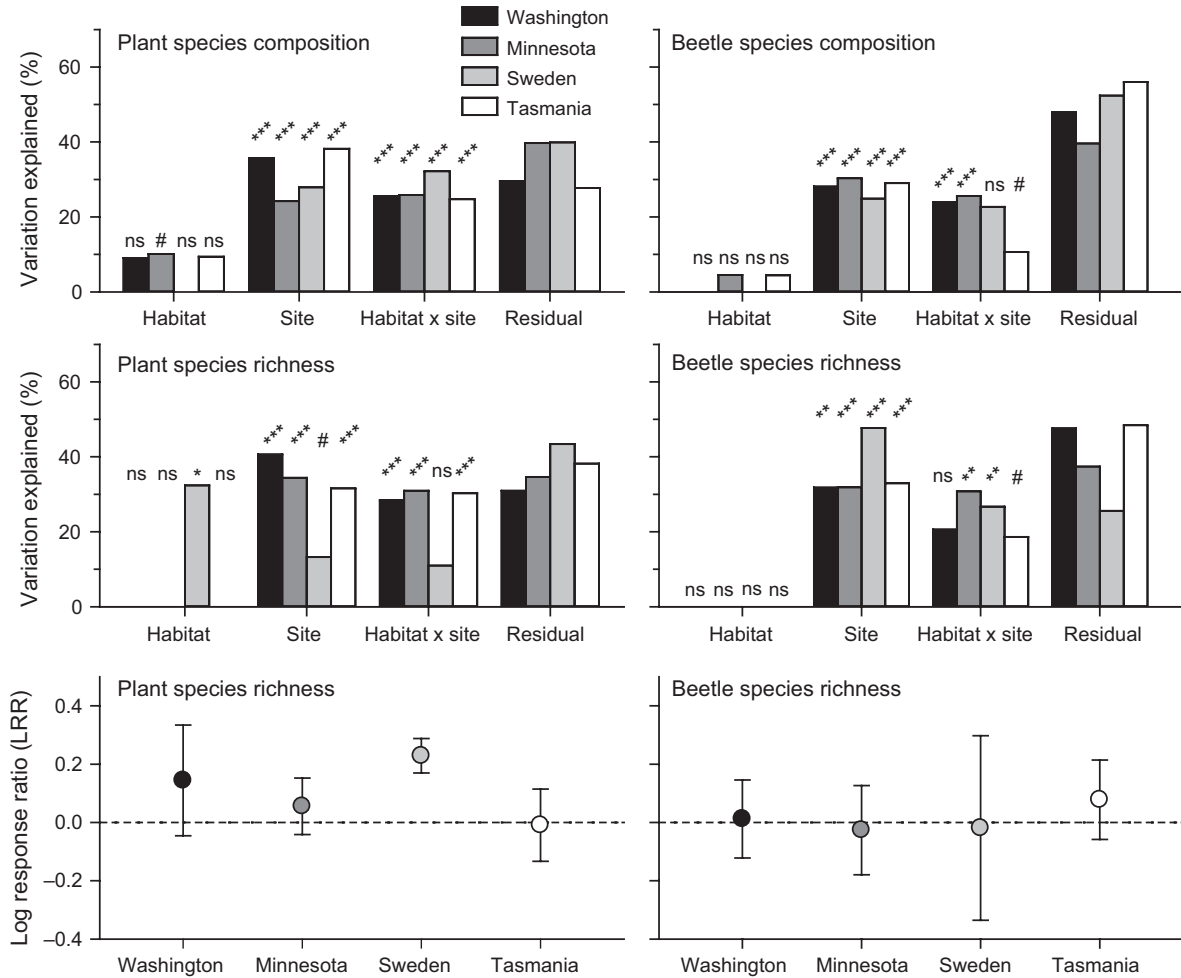 Washington
Minnesota
Sweden
Tasmania
Plant species composition
Variation explained (%)
60
40
20
0
ns # ns ns
*** *** *** ***
*** *** *** ***
Habitat Site Habitat x site Residual
Beetle species composition
ns ns ns ns
*** *** *** ***
*** *** ns #
Habitat Site Habitat x site Residual
Plant species richness
Variation explained (%)
60
40
20
0
ns ns * ns
*** *** # ***
*** *** ns ***
Habitat Site Habitat x site Residual
Beetle species richness
ns ns ns ns
** *** *** ***
ns ** ** #
Habitat Site Habitat x site Residual
Plant species richness
Log response ratio (LRR)
0.4
0.2
0.0
–0.2
–0.4
Washington Minnesota Sweden Tasmania
Beetle species richness
Washington Minnesota Sweden Tasmania